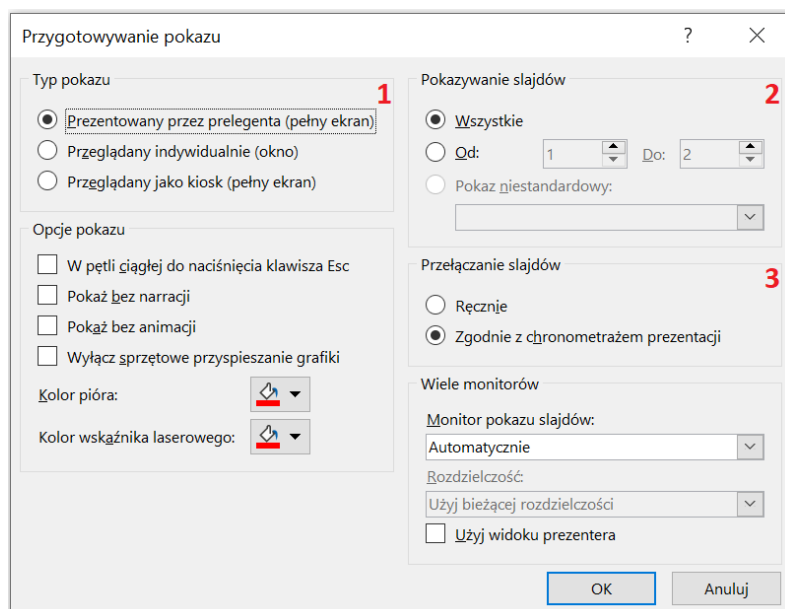 Przygotowywanie pokazu
Typ pokazu
1
Prezentowany przez prelegenta (pełny ekran)
Przeglądany indywidualnie (okno)
Przeglądany jako kiosk (pełny ekran)
Opcje pokazu
W pętli ciągłej do naciśnięcia klawisza Esc
Pokaż bez narracji
Pokaż bez animacji
Wyłącz sprzętowe przyspieszanie grafiki
Kolor pióra:
Kolor wskaźnika laserowego:
Pokazywanie slajdów
2
Wszystkie
Od: 1 Do: 2
Pokaz niestandardowy:
Przełączanie slajdów
3
Ręcznie
Zgodnie z chronometrażem prezentacji
Wiele monitorów
Monitor pokazu slajdów:
Automatycznie
Rozdzielczość:
Użyj bieżącej rozdzielczości
Użyj widoku prezentera
OK
Anuluj